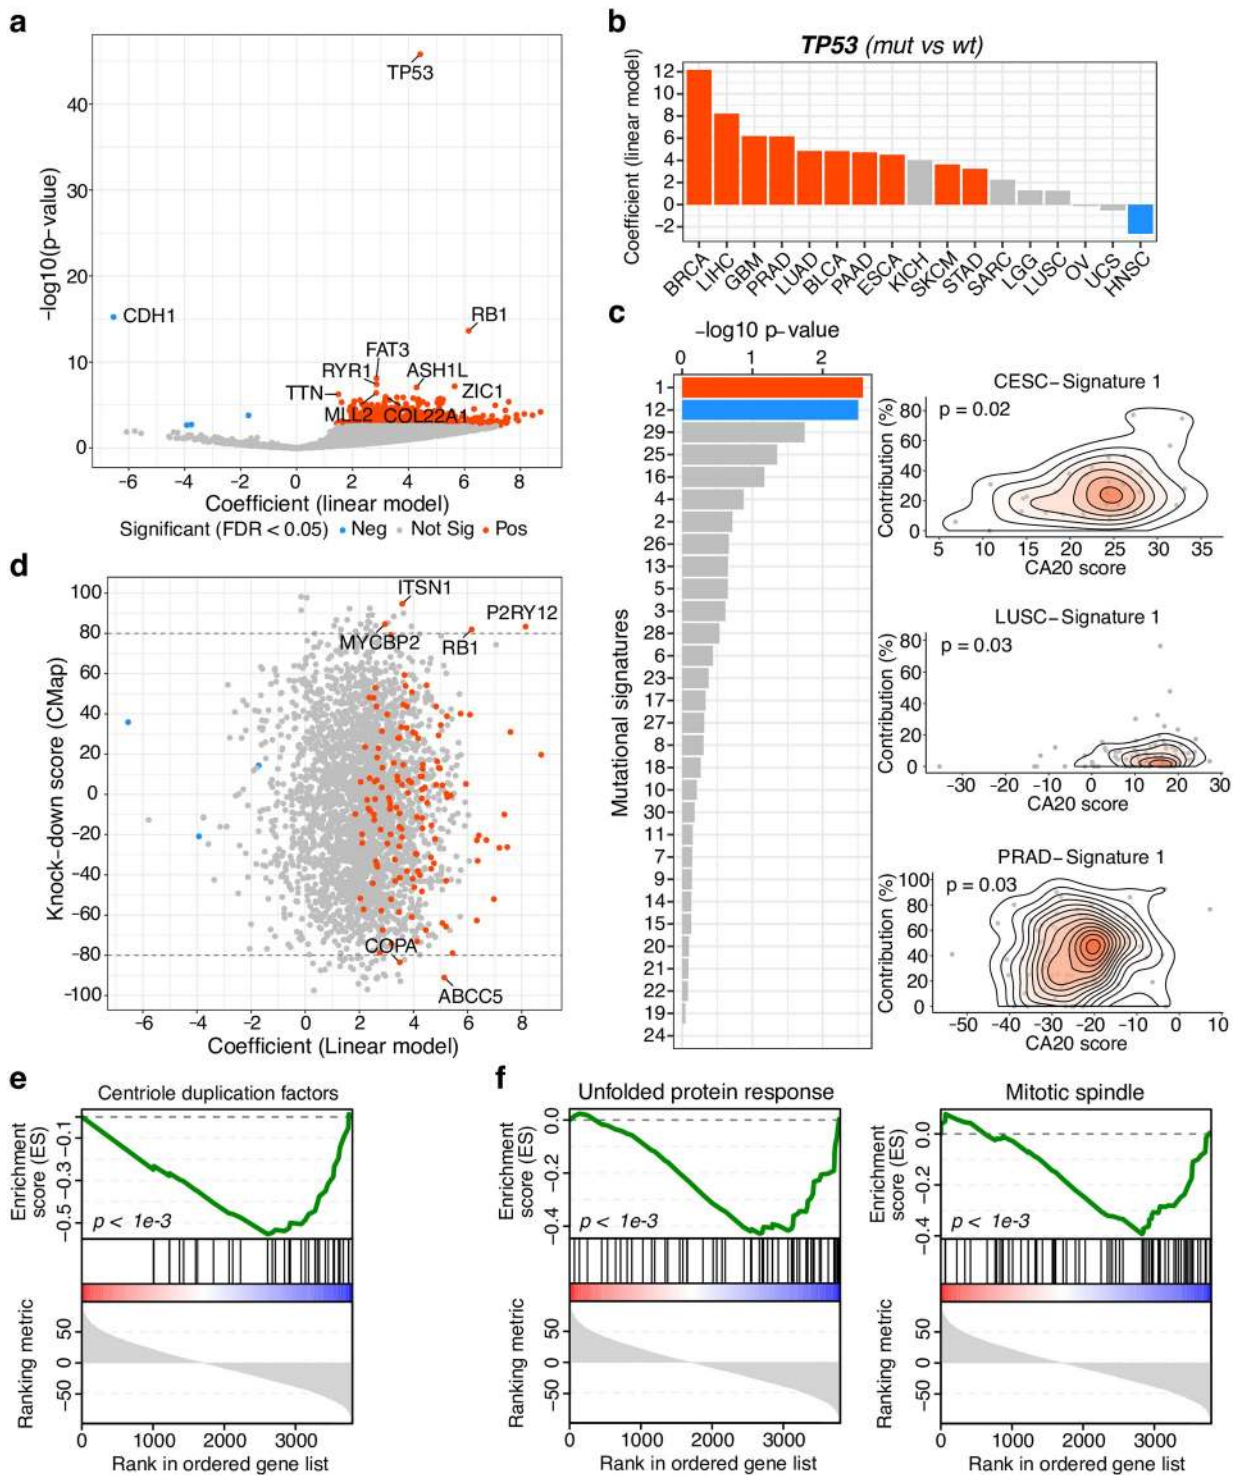 a
TP53
CDH1
RB1
FAT3
RYR1
ASH1L
TTN
ZIC1
MLL2
COL22A1
-log10(p-value)
40
30
20
10
0
-6 -4 -2 0 2 4 6 8
Coefficient (linear model)
Significant (FDR < 0.05) Neg Not Sig Pos
b
TP53 (mut vs wt)
Coefficient (linear model)
12
10
8
6
4
2
0
-2
BRCA LIHC GBM PRAD LUAD BLCA PAAD ESCA KICH SKCM STAD SARC LGG LUSC OV UCS HNSC
c
-log10 p-value
0 1 2
Mutational signatures
1
12
29
25
16
4
2
26
13
5
3
28
6
23
17
27
8
18
10
30
11
7
9
14
15
20
21
22
19
24
CESC-Signature 1
p = 0.02
Contribution (%)
80
60
40
20
0
5 10 15 20 25 30 35
CA20 score
LUSC-Signature 1
p = 0.03
Contribution (%)
80
60
40
20
0
-30 -20 -10 0 10 20 30
CA20 score
PRAD-Signature 1
p = 0.03
Contribution (%)
100
80
60
40
20
0
-50 -40 -30 -20 -10 0 10
CA20 score
d
ITSN1
P2RY12
MYCBP2
RB1
COPA
ABCC5
Knock-down score (CMap)
100
80
60
40
20
0
-20
-40
-60
-80
-100
-6 -4 -2 0 2 4 6 8
Coefficient (Linear model)
e
Centriole duplication factors
Enrichment
score (ES)
-0.1
-0.3
-0.5
p < 1e-3
Ranking metric
50
0
-50
0 1000 2000 3000
Rank in ordered gene list
f
Unfolded protein response
Enrichment
score (ES)
0.0
-0.2
-0.4
p < 1e-3
Ranking metric
50
0
-50
0 1000 2000 3000
Rank in ordered gene list
Mitotic spindle
Enrichment
score (ES)
0.0
-0.2
-0.4
p < 1e-3
Ranking metric
50
0
-50
0 1000 2000 3000
Rank in ordered gene list